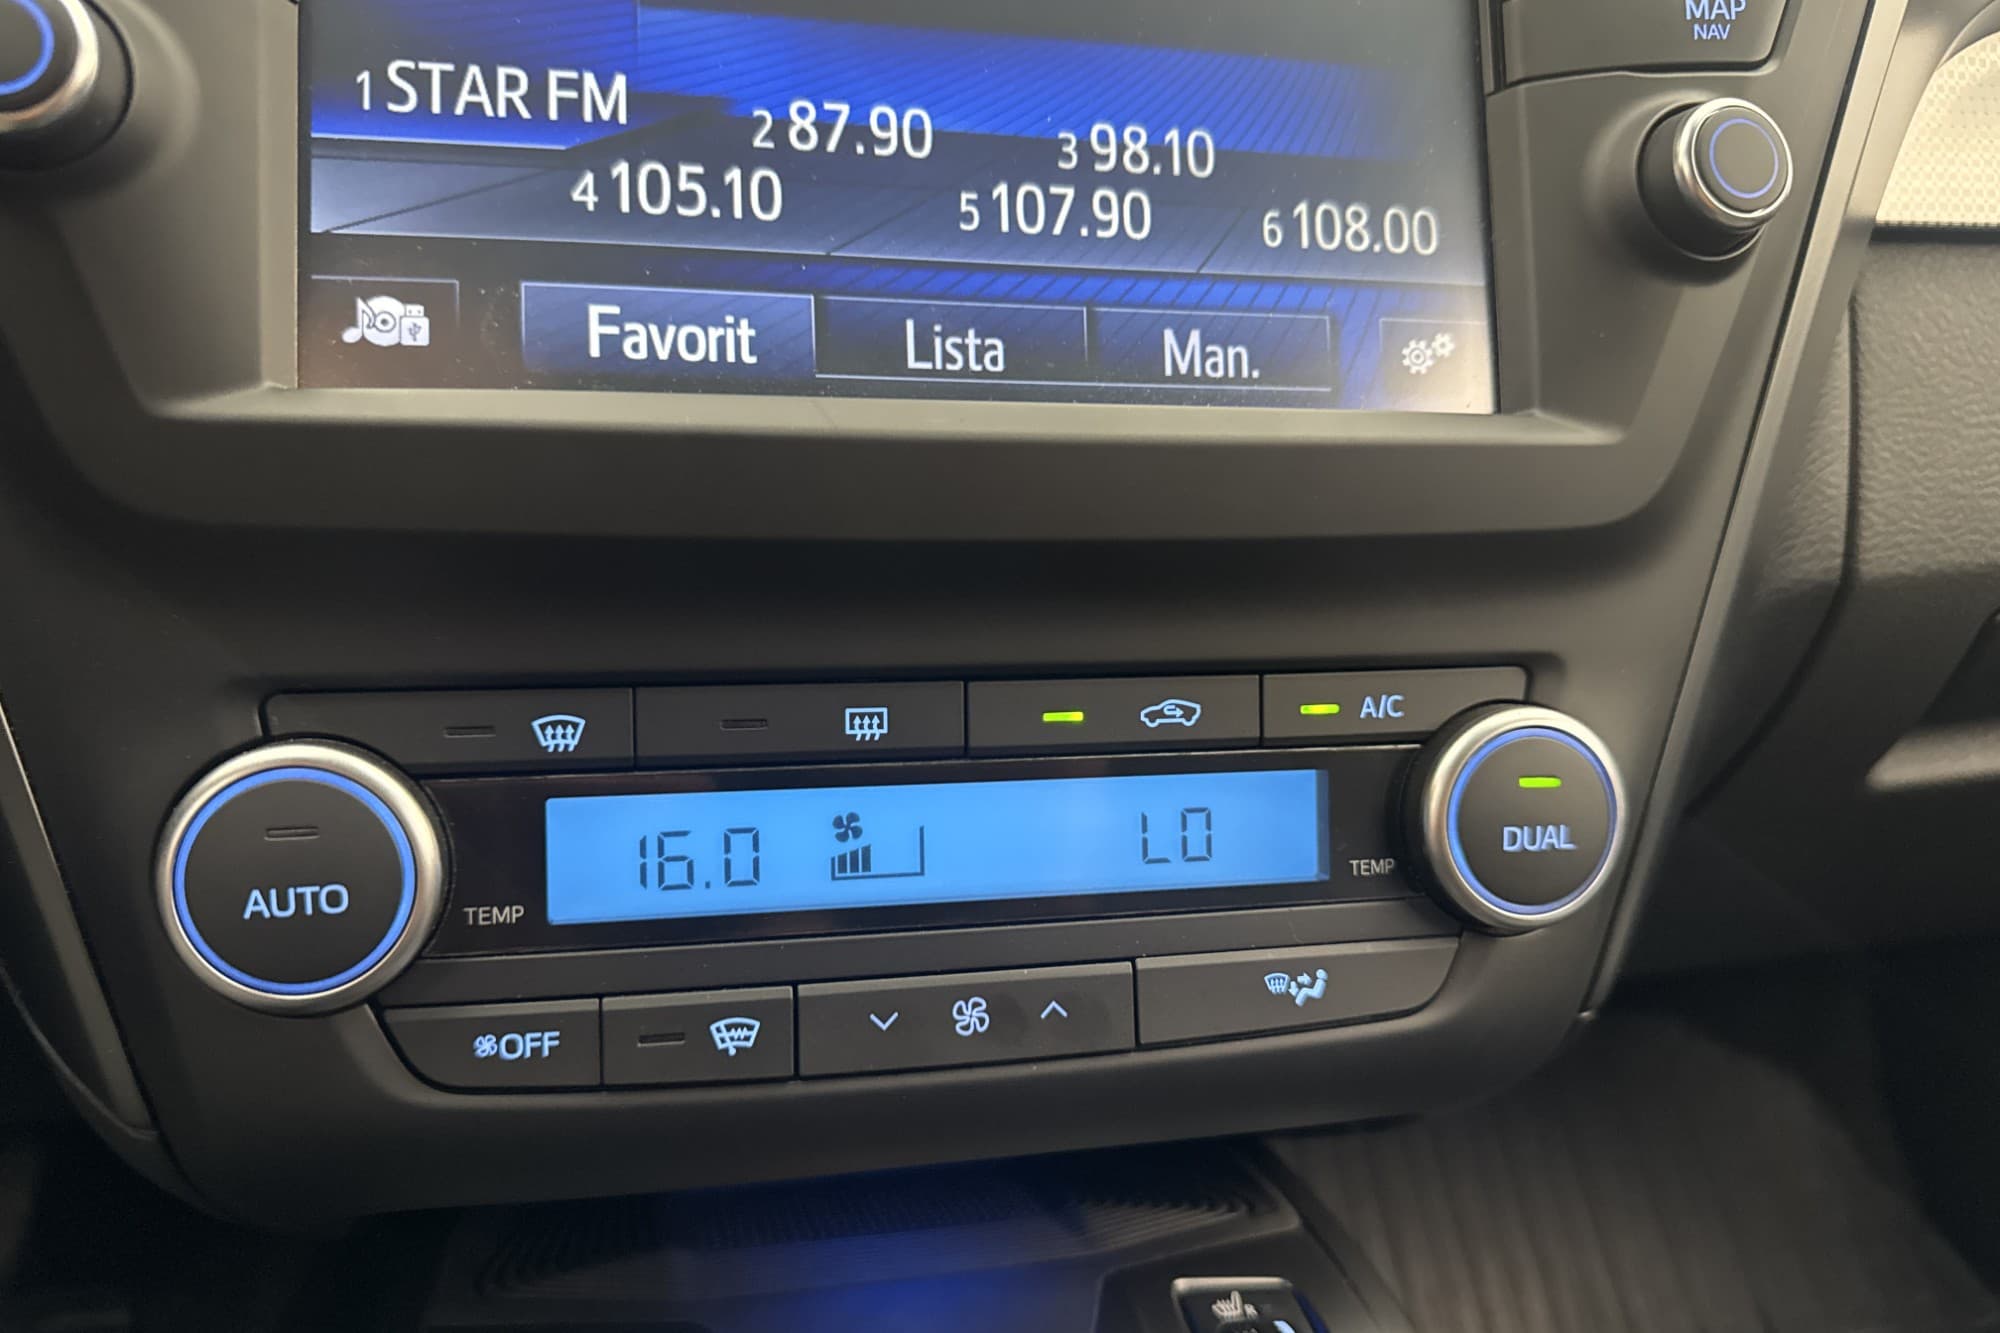 MAP
NAV
1 STAR FM
2 87.90
3 98.10
4 105.10
5 107.90
6 108.00
Favorit
Lista
Man.
A/C
AUTO
TEMP
16.0
LO
TEMP
DUAL
OFF
R